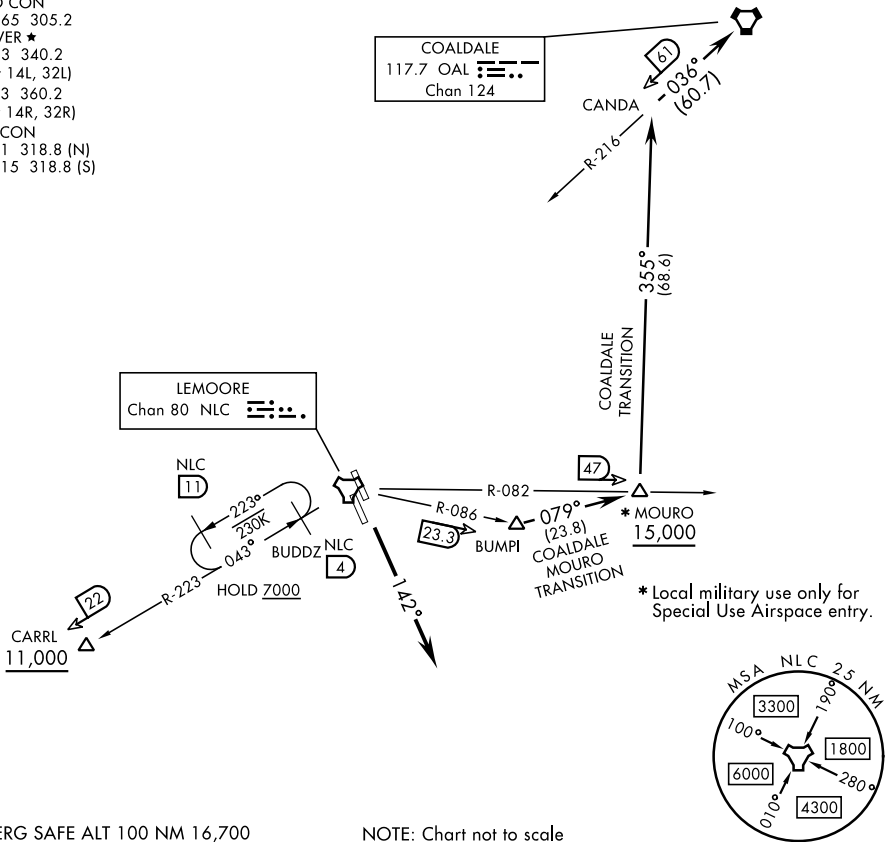 D CON
65 305.2
VER ★
3 340.2
14L, 32L)
3 360.2
14R, 32R)
CON
1 318.8 (N)
15 318.8 (S)
COALDALE
117.7 OAL
Chan 124
61
036°
(60.7)
CANDA
R-216
355°
(68.6)
COALDALE
TRANSITION
LEMOORE
Chan 80 NLC
NLC
11
223°
230K
043°
BUDDZ
NLC
4
HOLD 7000
R-223
22
CARRL
11,000
142°
R-082
R-086
23.3
BUMPI
47
079°
(23.8)
COALDALE
MOURO
TRANSITION
* MOURO
15,000
* Local military use only for
Special Use Airspace entry.
MSA NLC 25 NM
3300
190°
100°
1800
6000
280°
010°
4300
ERG SAFE ALT 100 NM 16,700
NOTE: Chart not to scale